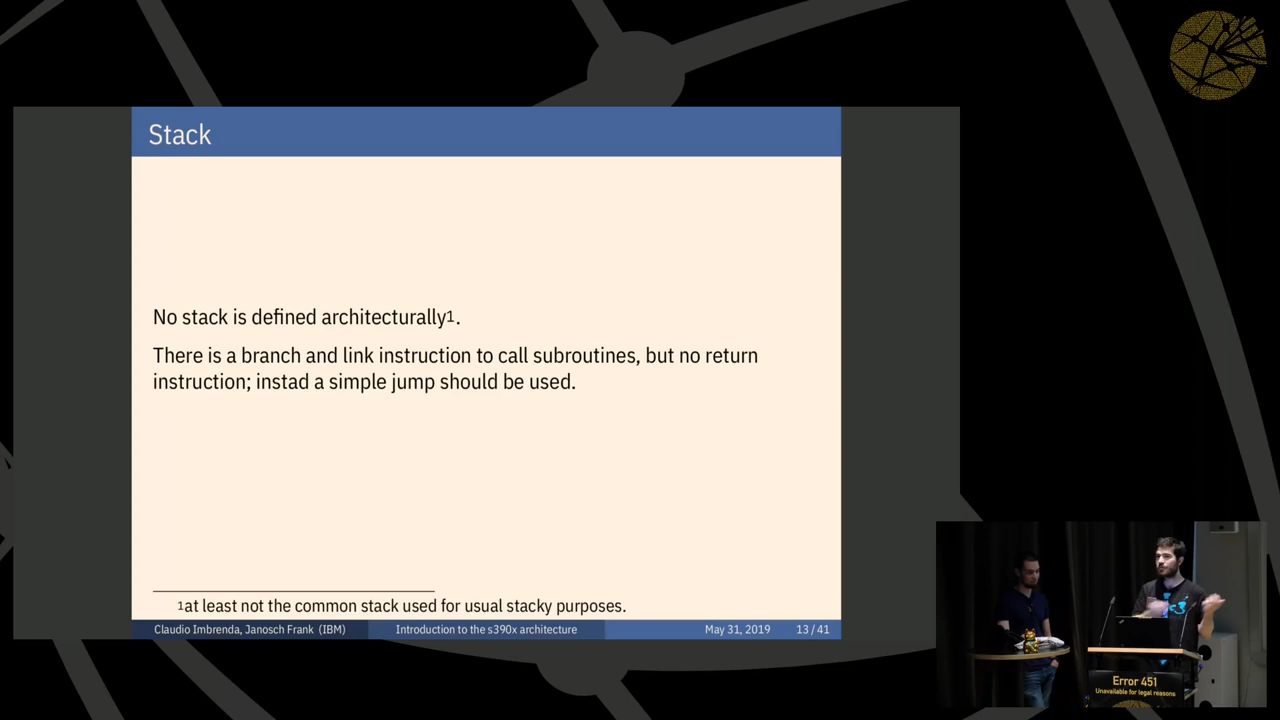 Stack
No stack is defined architecturally1.
There is a branch and link instruction to call subroutines, but no return
instruction; instad a simple jump should be used.
1at least not the common stack used for usual stacky purposes.
Claudio Imbrenda, Janosch Frank (IBM) Introduction to the s390x architecture May 31, 2019 13 / 41
Error 451
Unavailable for legal reasons